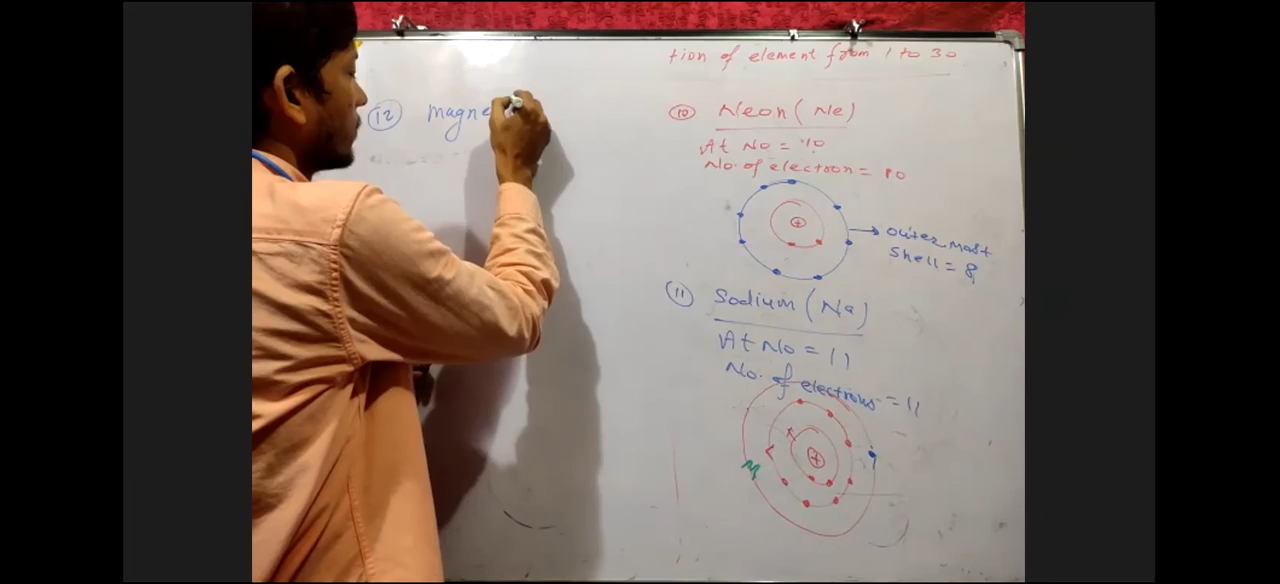 tion of element from 1 to 30
⑫ magne
⑩ Neon (Ne)
At No = 10
No. of electron = 10
+
outer most
shell = 8
⑪ Sodium (Na)
At No = 11
No. of electrons = 11
K
L
+
M